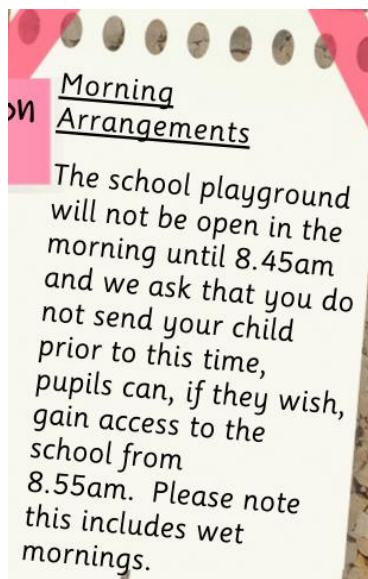 on
Morning
Arrangements
The school playground
will not be open in the
morning until 8.45am
and we ask that you do
not send your child
prior to this time,
pupils can, if they wish,
gain access to the
school from
8.55am.  Please note
this includes wet
mornings.